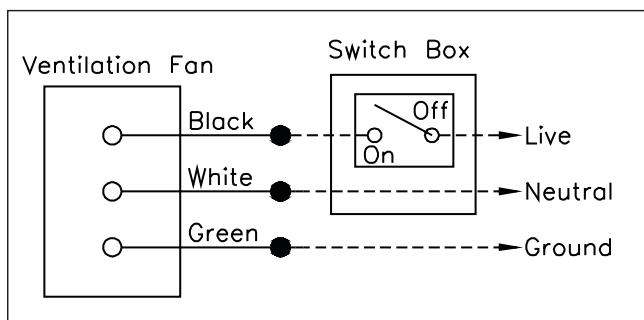 Switch Box
Ventilation Fan
Off
Black
Live
On
White
Neutral
Green
Ground